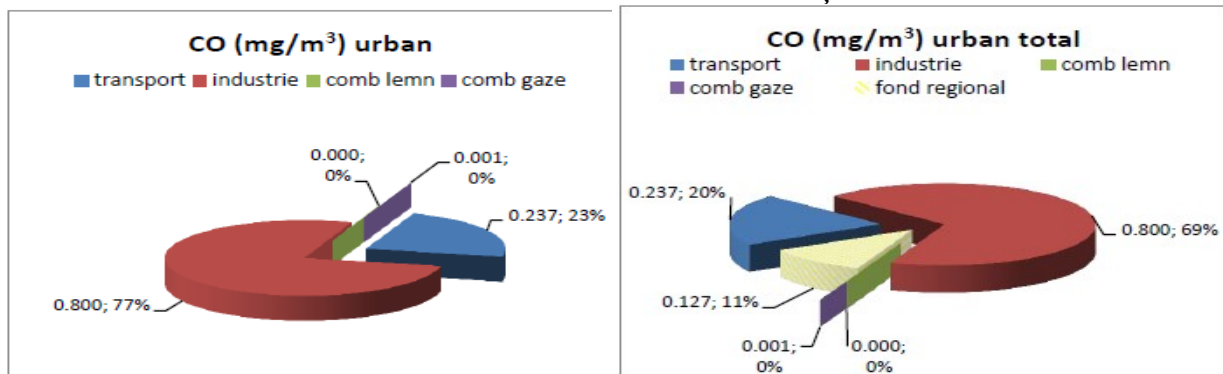 CO (mg/m³) urban
transport industrie comb lemn comb gaze
0.000;
0%
0.001;
0%
0.237; 23%
0.800; 77%
CO (mg/m³) urban total
transport industrie comb lemn
comb gaze fond regional
0.237; 20%
0.800; 69%
0.127; 11%
0.001;
0%
0.000;
0%